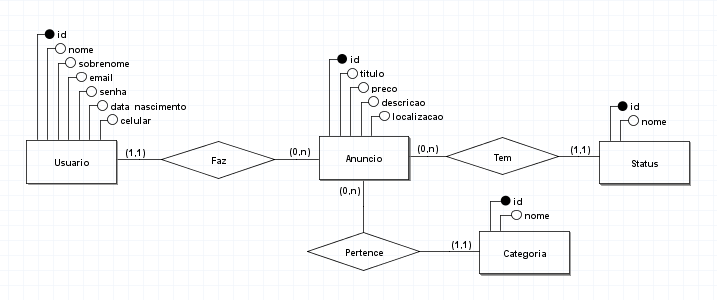 id
nome
sobrenome
email
senha
data nascimento
celular
Usuario
(1,1)
Faz
(0,n)
id
titulo
preco
descricao
localizacao
Anuncio
(0,n)
Tem
(1,1)
id
nome
Status
(0,n)
Pertence
(1,1)
id
nome
Categoria